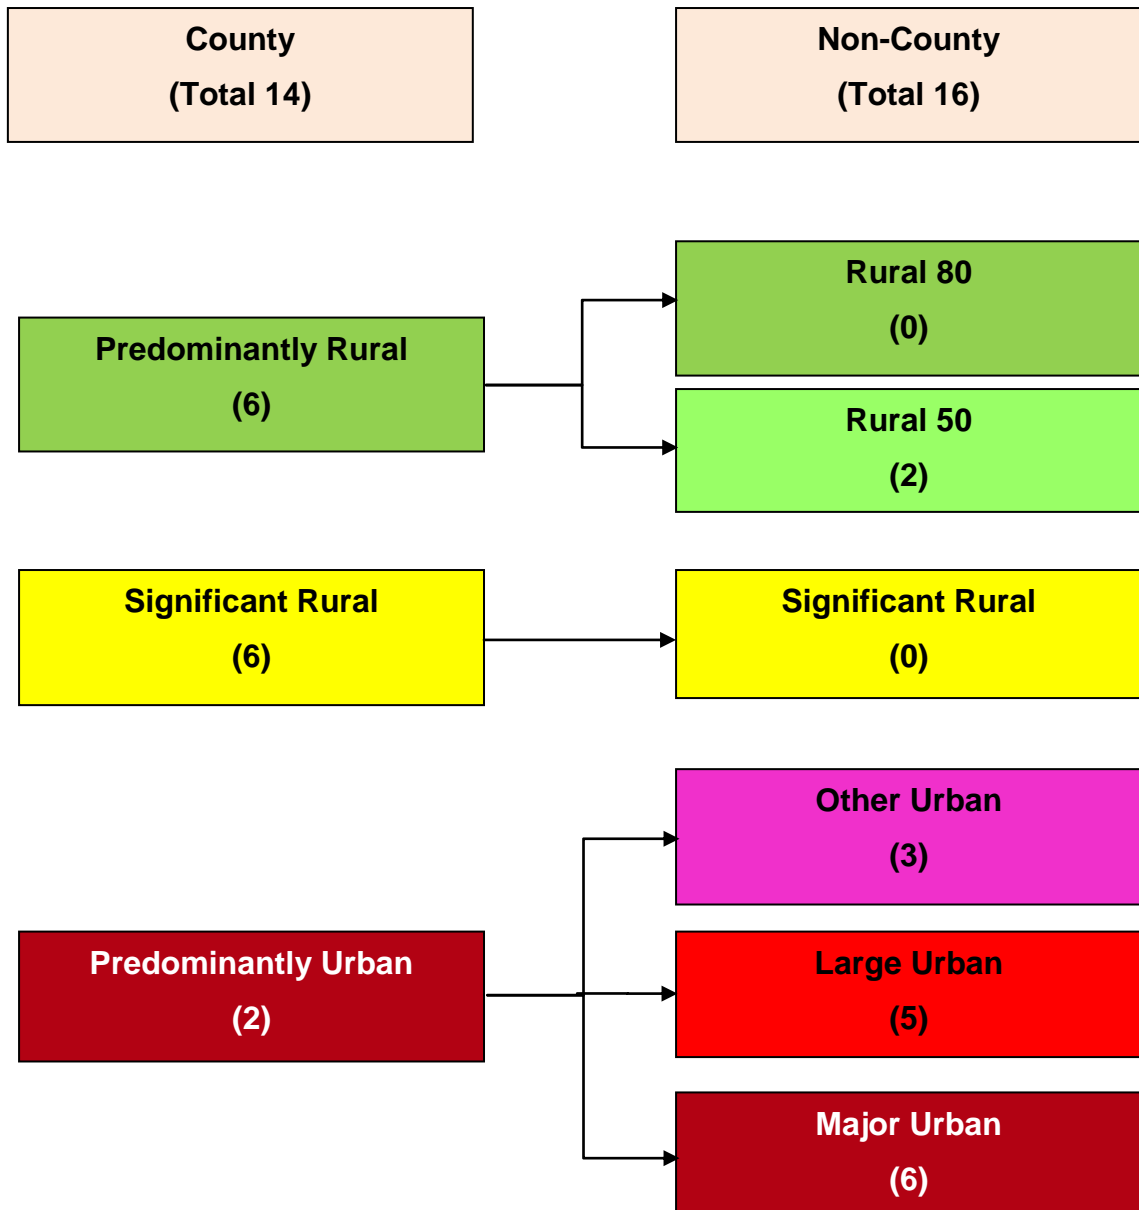 County
(Total 14)
Non-County
(Total 16)
Predominantly Rural
(6)
Rural 80
(0)
Rural 50
(2)
Significant Rural
(6)
Significant Rural
(0)
Predominantly Urban
(2)
Other Urban
(3)
Large Urban
(5)
Major Urban
(6)